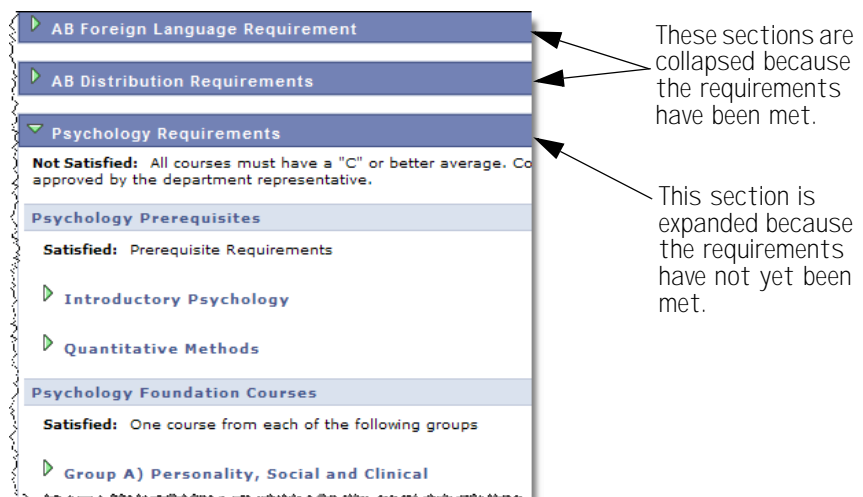 AB Foreign Language Requirement
AB Distribution Requirements
Psychology Requirements
Not Satisfied: All courses must have a "C" or better average. Co
approved by the department representative.
Psychology Prerequisites
Satisfied: Prerequisite Requirements
Introductory Psychology
Quantitative Methods
Psychology Foundation Courses
Satisfied: One course from each of the following groups
Group A) Personality, Social and Clinical
These sections are
collapsed because
the requirements
have been met.
This section is
expanded because
the requirements
have not yet been
met.